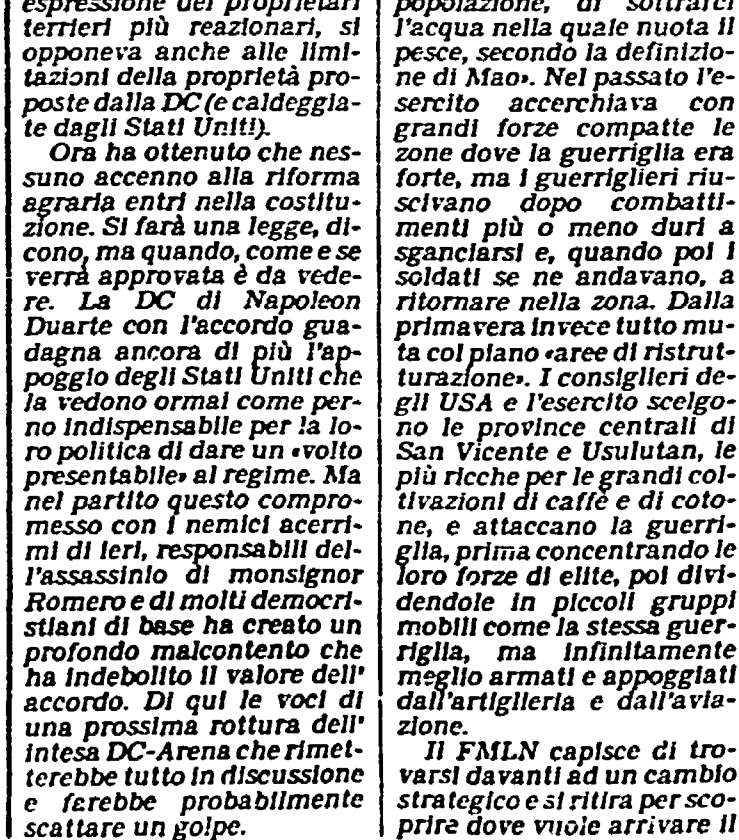 espressione dei proprietari
terrieri più reazionari, si
opponeva anche alle limi-
tazioni della proprietà pro-
poste dalla DC (e caldeggia-
te dagli Stati Uniti).
Ora ha ottenuto che nes-
suno accenno alla riforma
agraria entri nella costitu-
zione. Si farà una legge, di-
cono, ma quando, come e se
verrà approvata è da vede-
re. La DC di Napoleon
Duarte con l'accordo gua-
dagna ancora di più l'ap-
poggio degli Stati Uniti che
la vedono ormai come per-
no indispensabile per la lo-
ro politica di dare un «volto
presentabile» al regime. Ma
nel partito questo compro-
messo con i nemici acerri-
mi di ieri, responsabili del-
l'assassinio di monsignor
Romero e di molti democri-
stiani di base ha creato un
profondo malcontento che
ha indebolito il valore dell'
accordo. Di qui le voci di
una prossima rottura dell'
intesa DC-Arena che rimet-
terebbe tutto in discussione
e farebbe probabilmente
scattare un golpe.
popolazione, di sottrarci
l'acqua nella quale nuota il
pesce, secondo la definizio-
ne di Mao». Nel passato l'e-
sercito accerchiava con
grandi forze compatte le
zone dove la guerriglia era
forte, ma i guerriglieri riu-
scivano dopo combatti-
menti più o meno duri a
sganciarsi e, quando poi i
soldati se ne andavano, a
ritornare nella zona. Dalla
primavera invece tutto mu-
ta col piano «aree di ristrut-
turazione». I consiglieri de-
gli USA e l'esercito scelgo-
no le province centrali di
San Vicente e Usulutan, le
più ricche per le grandi col-
tivazioni di caffè e di coto-
ne, e attaccano la guerri-
glia, prima concentrando le
loro forze di elite, poi divi-
dendole in piccoli gruppi
mobili come la stessa guer-
riglia, ma infinitamente
meglio armati e appoggiati
dall'artiglieria e dall'avia-
zione.
Il FMLN capisce di tro-
varsi davanti ad un cambio
strategico e si ritira per sco-
prire dove vuole arrivare il